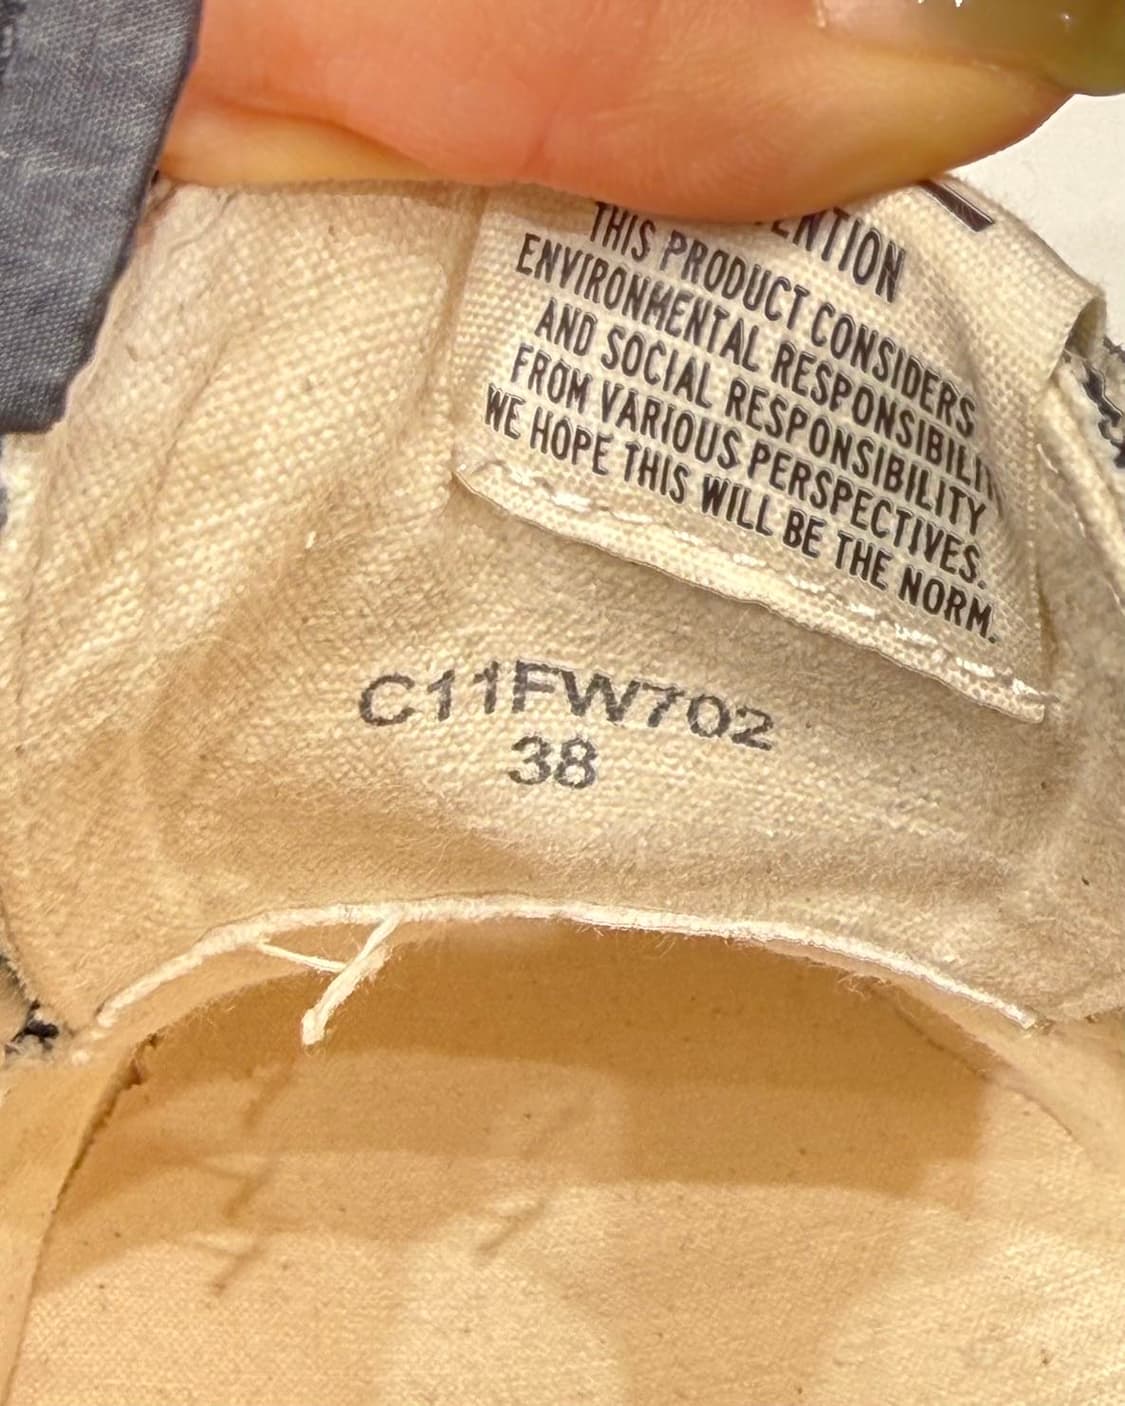 THIS PRODUCT CONSIDERS
ENVIRONMENTAL RESPONSIBILI
AND SOCIAL RESPONSIBILITY
FROM VARIOUS PERSPECTIVES.
WE HOPE THIS WILL BE THE NORM.
C11FW702
38